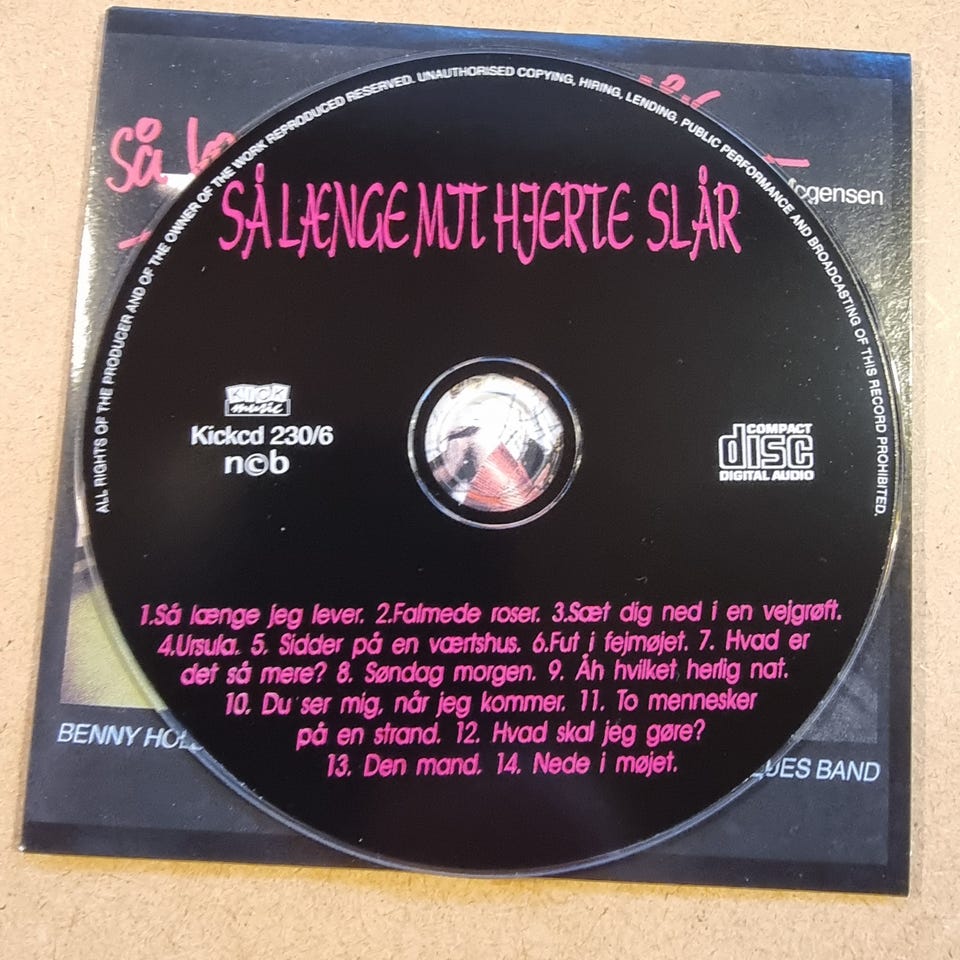 Så
Mogensen
ALL RIGHTS OF THE PRODUCER AND OF THE OWNER OF THE WORK REPRODUCED RESERVED. UNAUTHORISED COPYING, HIRING, LENDING, PUBLIC PERFORMANCE AND BROADCASTING OF THIS RECORD PROHIBITED.
SÅ LÆNGE MIT HJERTE SLÅR
KICK
music
Kickcd 230/6
n©b
COMPACT
disc
DIGITAL AUDIO
1.Så længe jeg lever. 2.Falmede roser. 3.Sæt dig ned i en vejgrøft.
4.Ursula. 5. Sidder på en værtshus. 6.Fut i fejmøjet. 7. Hvad er
det så mere? 8. Søndag morgen. 9. Åh hvilket herlig nat.
10. Du ser mig, når jeg kommer. 11. To mennesker
på en strand. 12. Hvad skal jeg gøre?
13. Den mand. 14. Nede i møjet.
BENNY
BAND